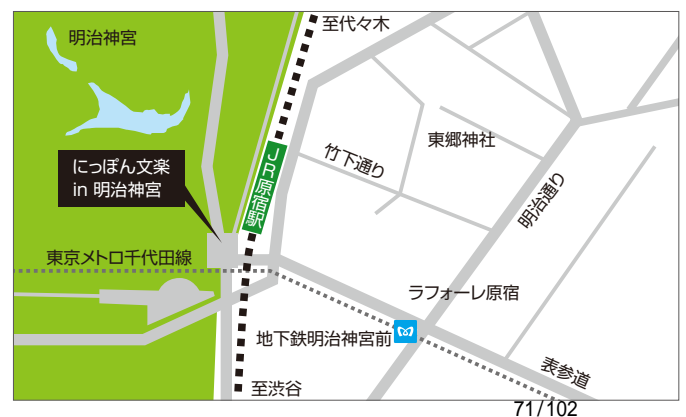 至代々木
明治神宮
東郷神社
竹下通り
JR原宿駅
にっぽん文楽
in 明治神宮
明治通り
東京メトロ千代田線
ラフォーレ原宿
地下鉄明治神宮前
表参道
至渋谷
71/102